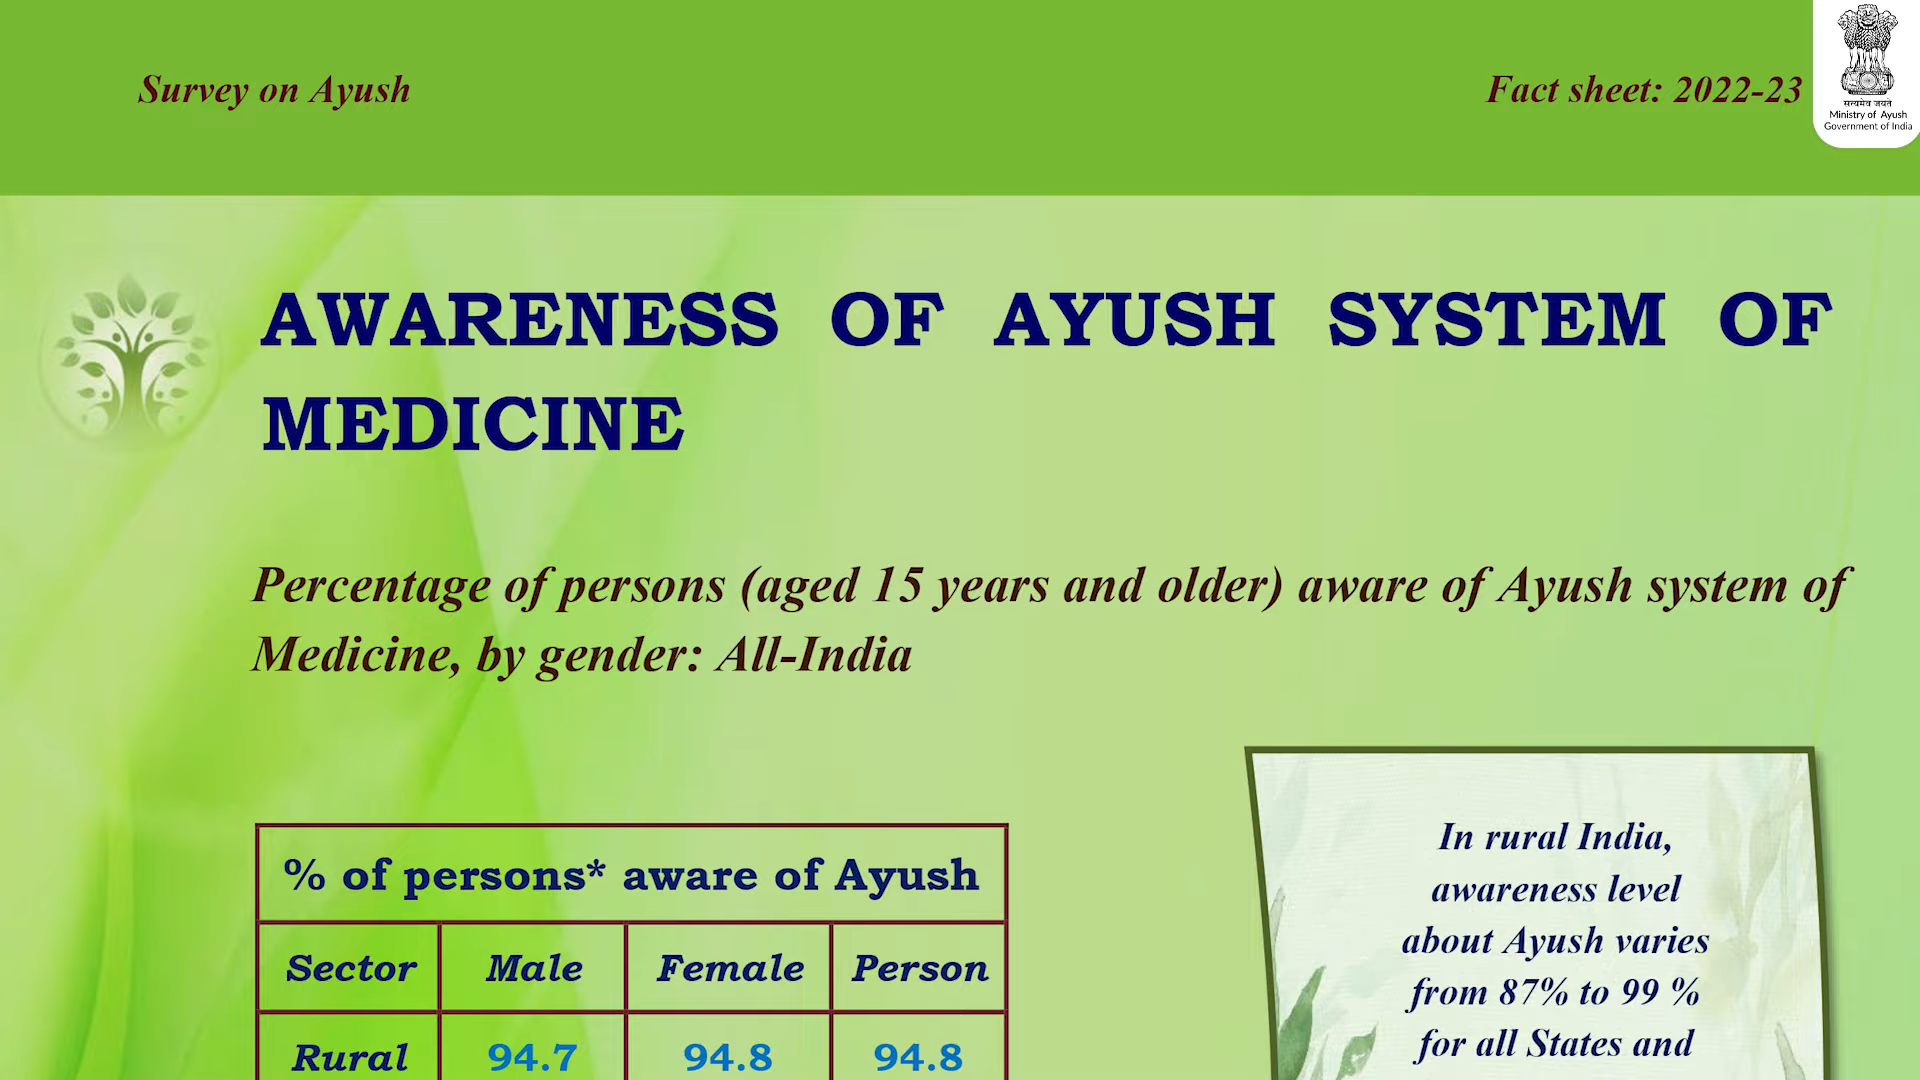 Survey on Ayush
Fact sheet: 2022-23
सत्यमेव जयते
Ministry of Ayush
Government of India
AWARENESS OF AYUSH SYSTEM OF
MEDICINE
Percentage of persons (aged 15 years and older) aware of Ayush system of
Medicine, by gender: All-India
% of persons* aware of Ayush
Sector Male Female Person
Rural 94.7 94.8 94.8
In rural India,
awareness level
about Ayush varies
from 87% to 99 %
for all States and